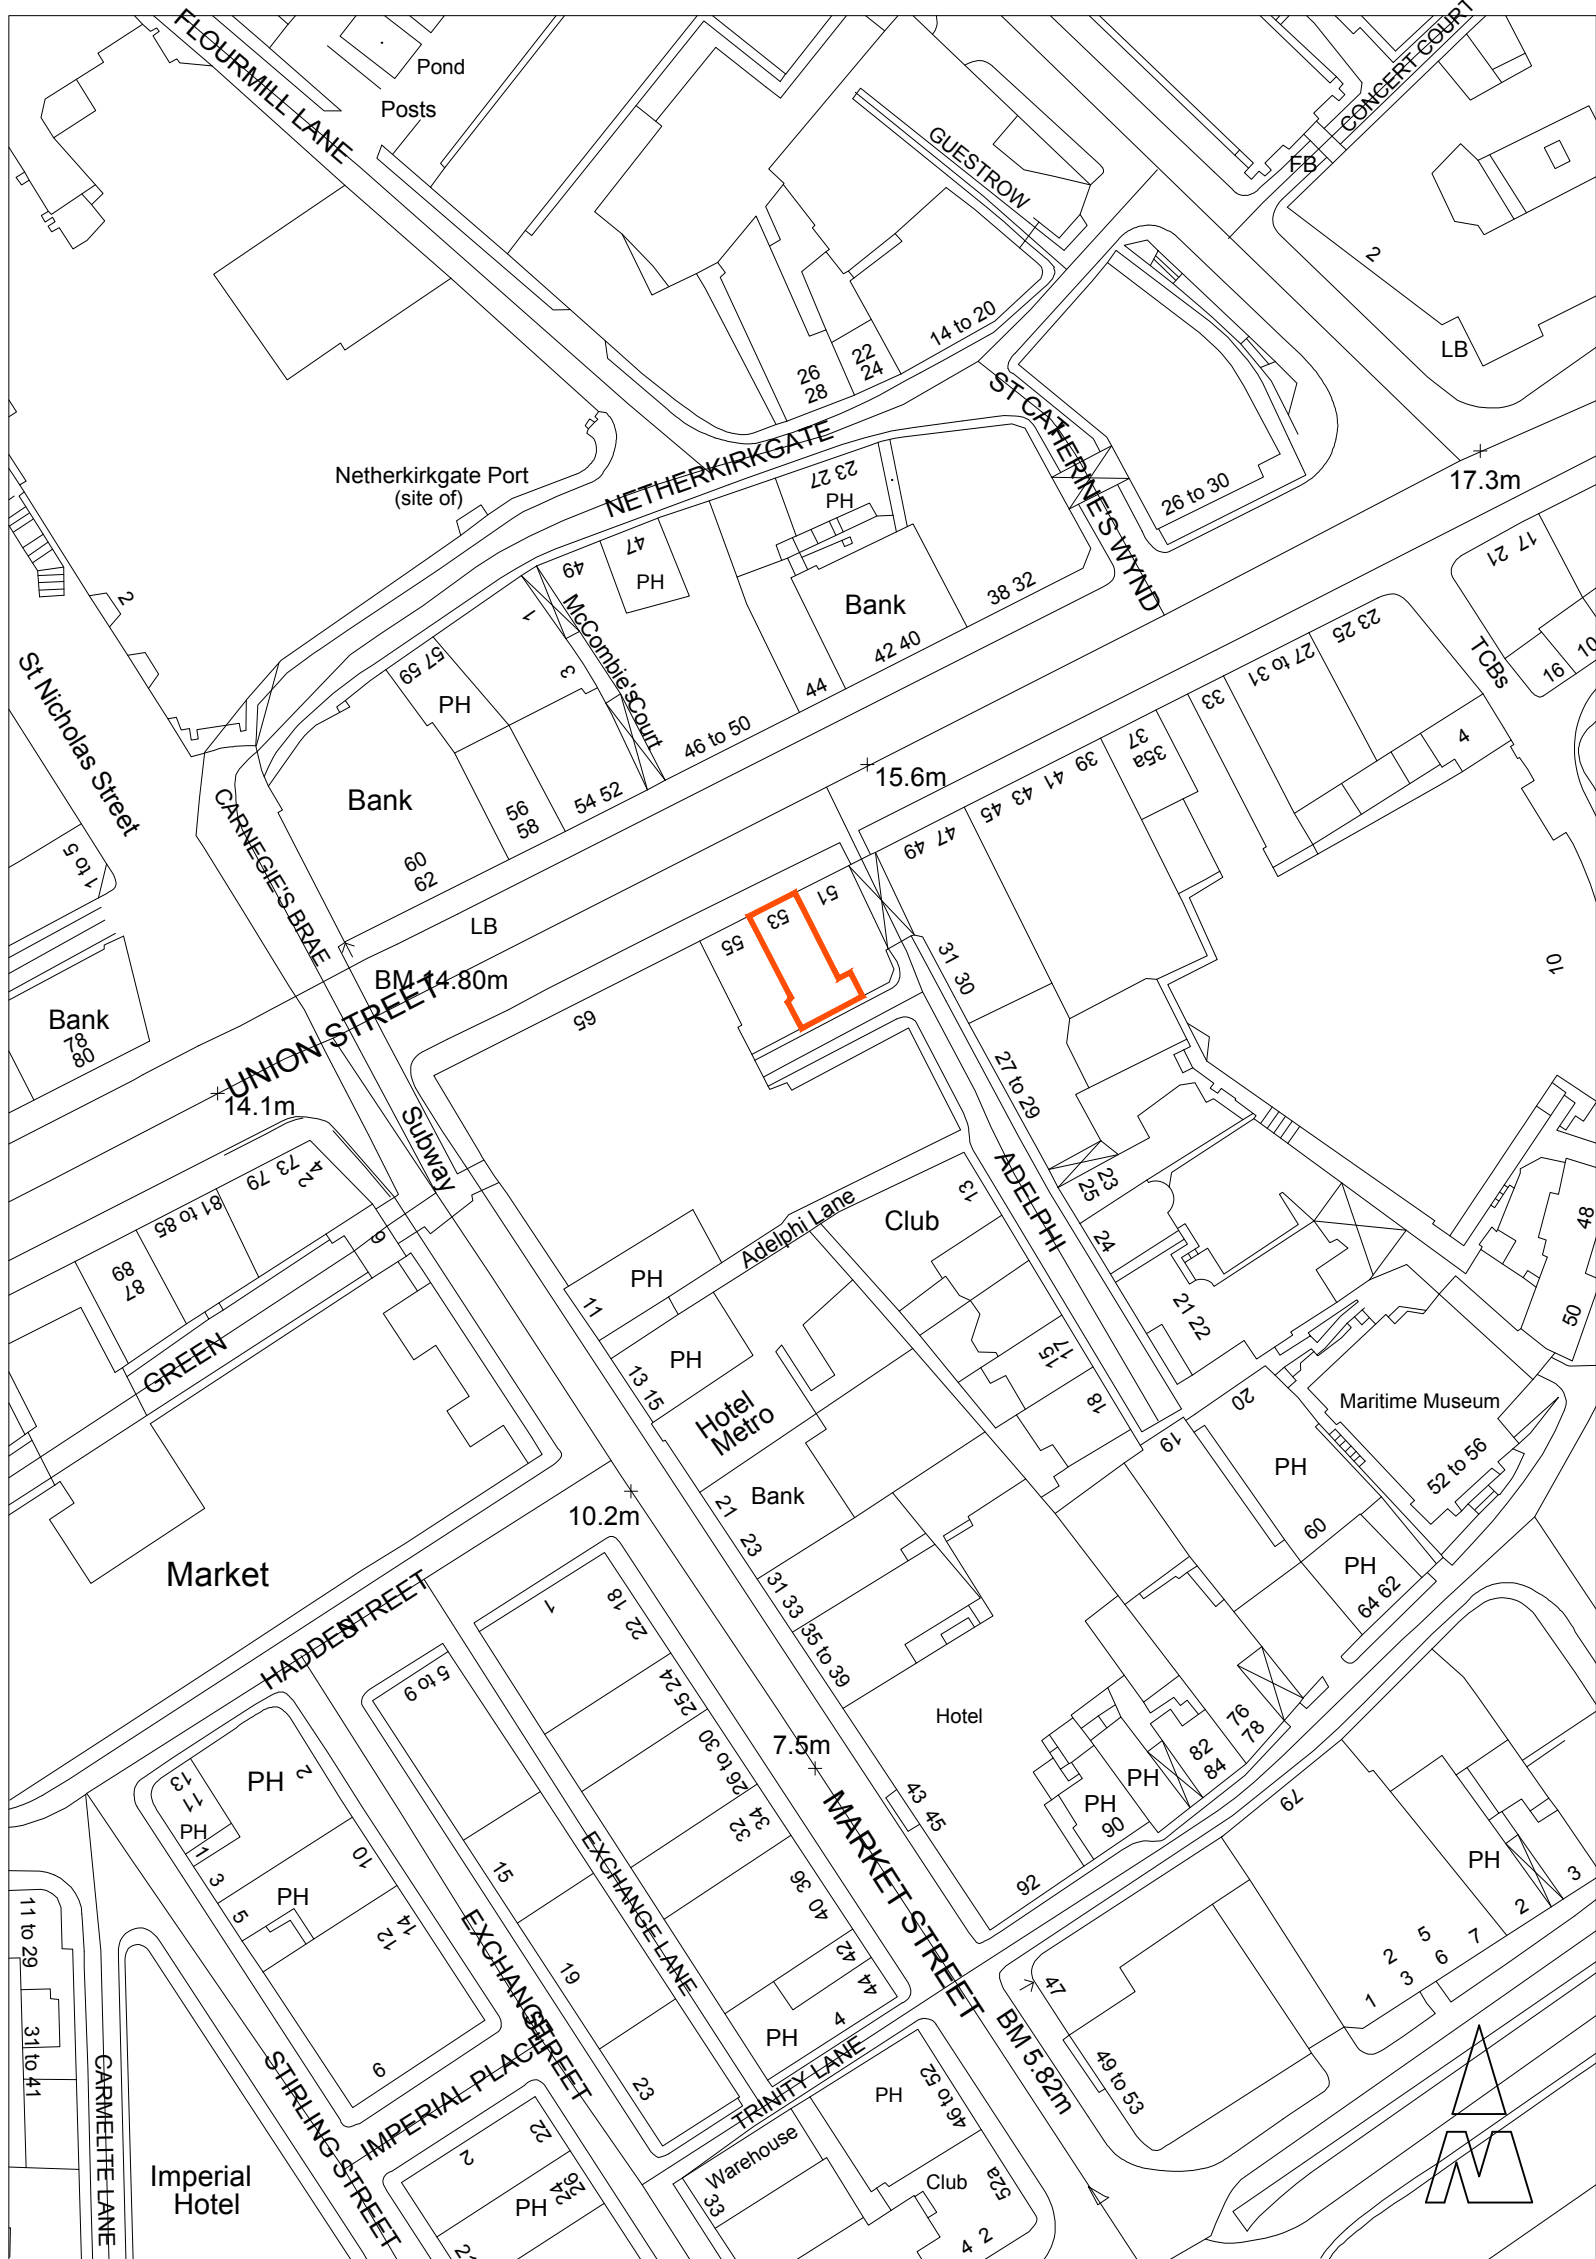 FLOURMILL LANE
Pond
Posts
CONCERT COURT
GUESTROW
FB
2
LB
14 to 20
22
24
26
28
ST CATHERINE'S WYND
NETHERKIRKGATE
Netherkirkgate Port
(site of)
23 27
PH
26 to 30
17.3m
47
PH
49
17 21
2
1
McCombie'sCourt
3
Bank
38 32
42 40
44
46 to 50
23 25
27 to 31
33
TCBs
16
10
4
St Nicholas Street
57 59
PH
Bank
56
58
54 52
60
62
15.6m
37
35a
39
41
43
45
47
49
1 to 5
CARNEGIE'S BRAE
LB
51
53
55
BM 14.80m
UNION STREET
14.1m
Bank
78
80
65
31
30
10
27 to 29
Subway
ADELPHI
73 79
2 4
81 to 85
87
89
9
GREEN
23
25
24
13
Club
Adelphi Lane
PH
11
PH
13 15
Hotel
Metro
17
15
18
21 22
48
50
Maritime Museum
52 to 56
20
19
PH
60
PH
64 62
Bank
21
23
31 33
35 to 39
10.2m
Market
HADDEN STREET
1
22 18
25 24
26 to 30
34
32
36
40
42
44
4
PH
5 to 9
Hotel
43
45
7.5m
MARKET STREET
76
78
82
84
PH
PH
90
92
79
PH
3
2
7
5
6
2
3
1
13
11
PH
PH
2
1
3
5
10
PH
14
12
15
19
23
EXCHANGE LANE
EXCHANGE STREET
11 to 29
31 to 41
CARMELITE LANE
STIRLING STREET
9
IMPERIAL PLACE
Imperial
Hotel
22
2
26
24
PH
TRINITY LANE
Warehouse
33
PH
46 to 52
Club
52a
4 2
47
BM 5.82m
49 to 53